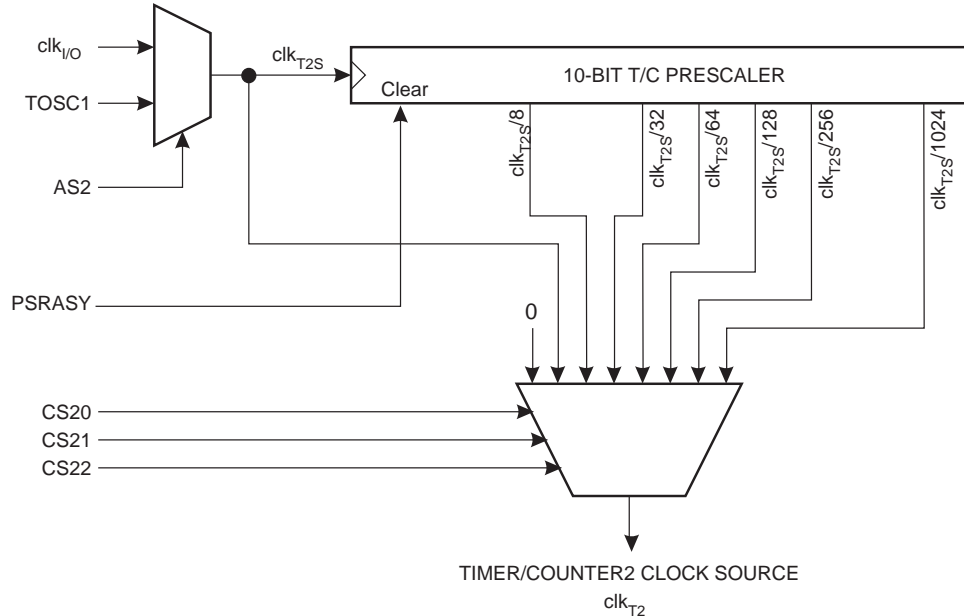 clkI/O
clkT2S
10-BIT T/C PRESCALER
TOSC1
Clear
clkT2S/8
clkT2S/32
clkT2S/64
clkT2S/128
clkT2S/256
clkT2S/1024
AS2
PSRASY
0
CS20
CS21
CS22
TIMER/COUNTER2 CLOCK SOURCE
clkT2